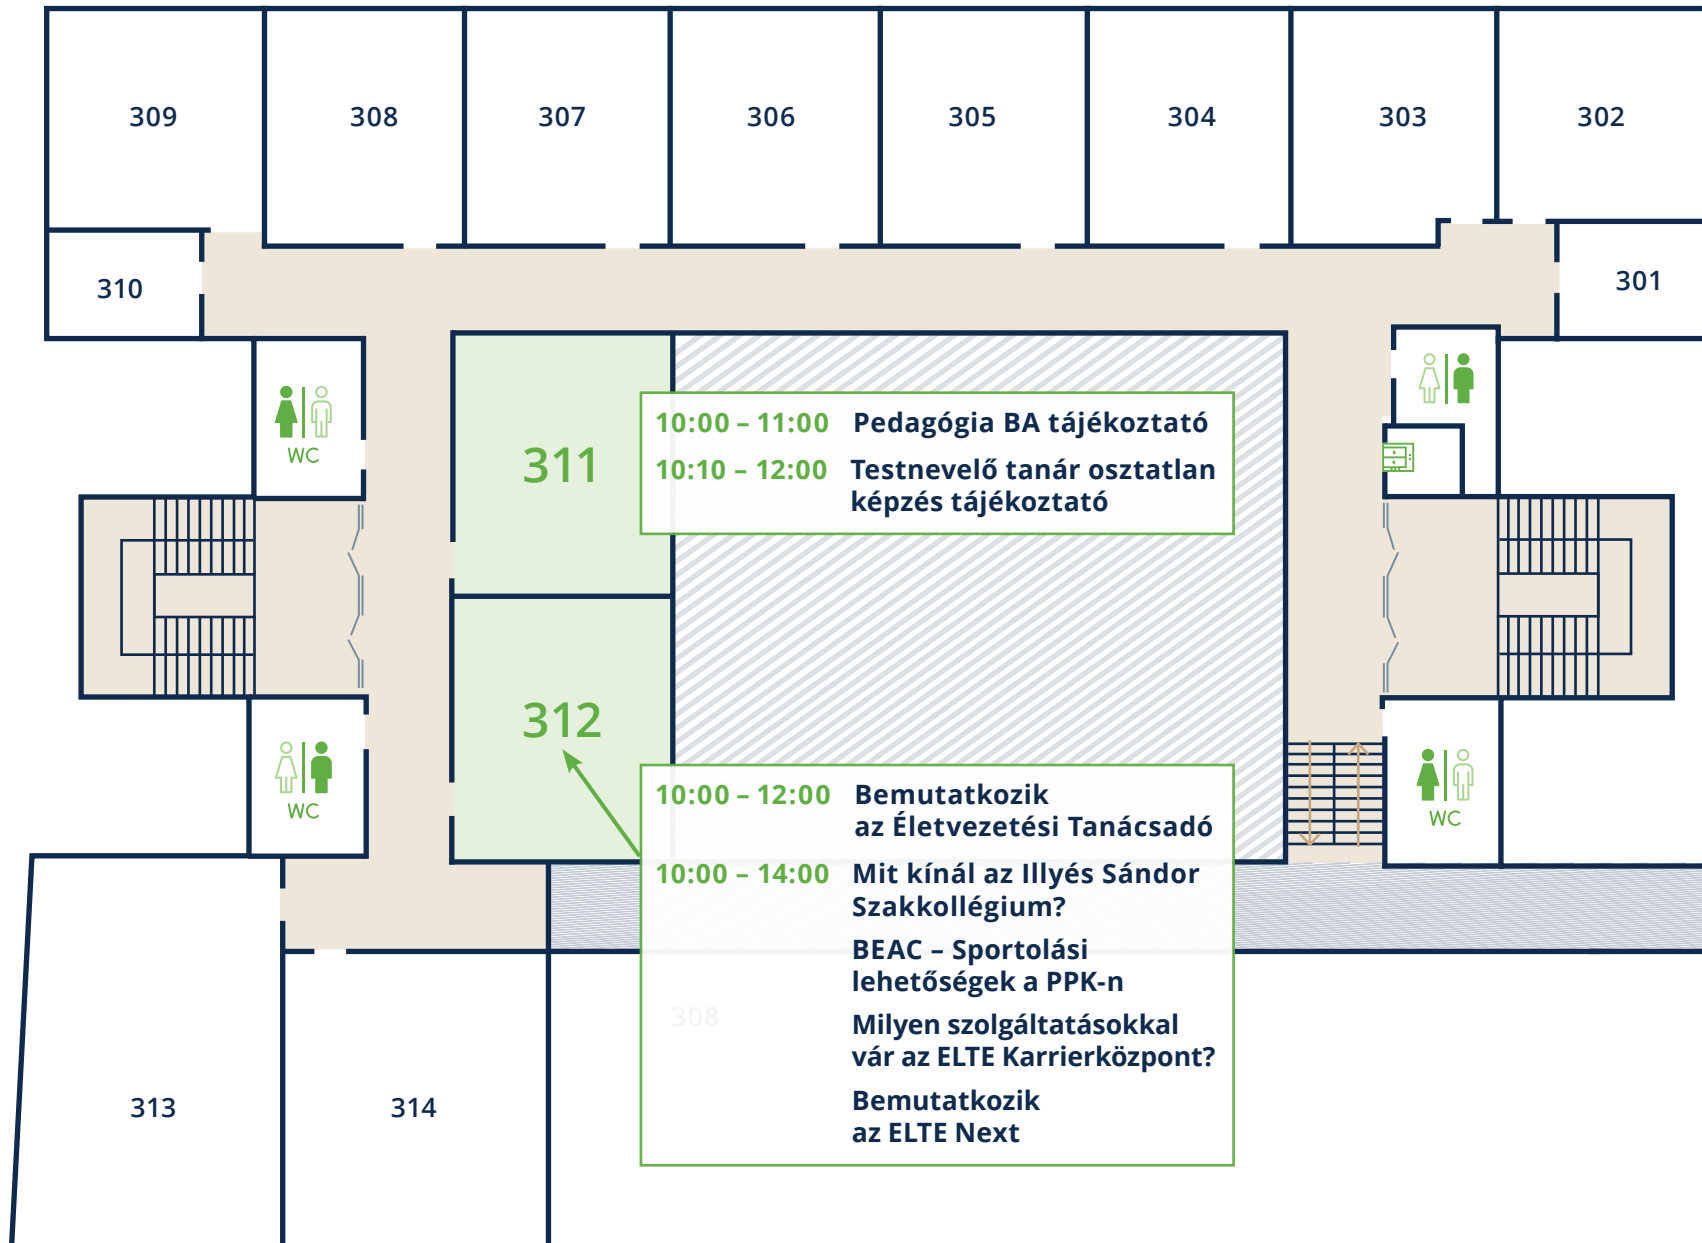 309
308
307
306
305
304
303
302
310
301
WC
311
10:00 – 11:00 Pedagógia BA tájékoztató
10:10 – 12:00 Testnevelő tanár osztatlan
képzés tájékoztató
312
WC
WC
10:00 – 12:00 Bemutatkozik
az Életvezetési Tanácsadó
10:00 – 14:00 Mit kínál az Illyés Sándor
Szakkollégium?
BEAC – Sportolási
lehetőségek a PPK-n
308
Milyen szolgáltatásokkal
vár az ELTE Karrierközpont?
Bemutatkozik
az ELTE Next
313
314